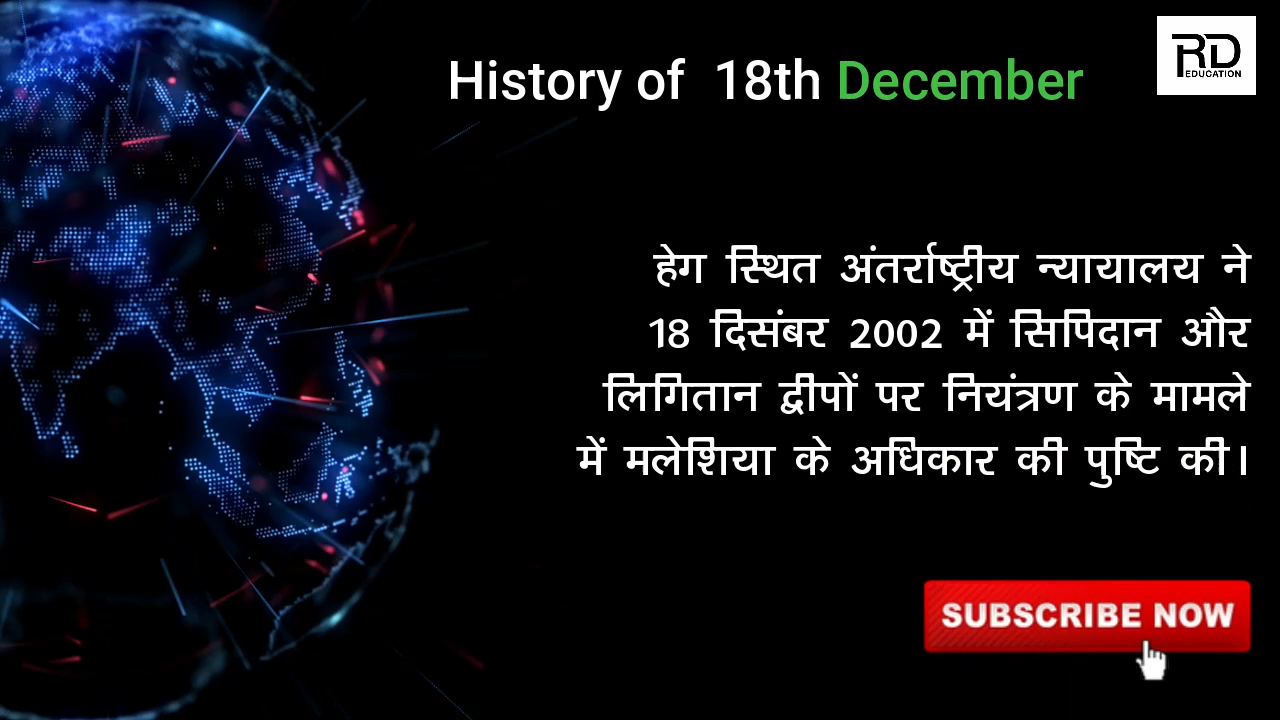 History of 18th December
RD
EDUCATION
हेग स्थित अंतर्राष्ट्रीय न्यायालय ने
18 दिसंबर 2002 में सिपिदान और
लिगितान द्वीपों पर नियंत्रण के मामले
में मलेशिया के अधिकार की पुष्टि की।
SUBSCRIBE NOW